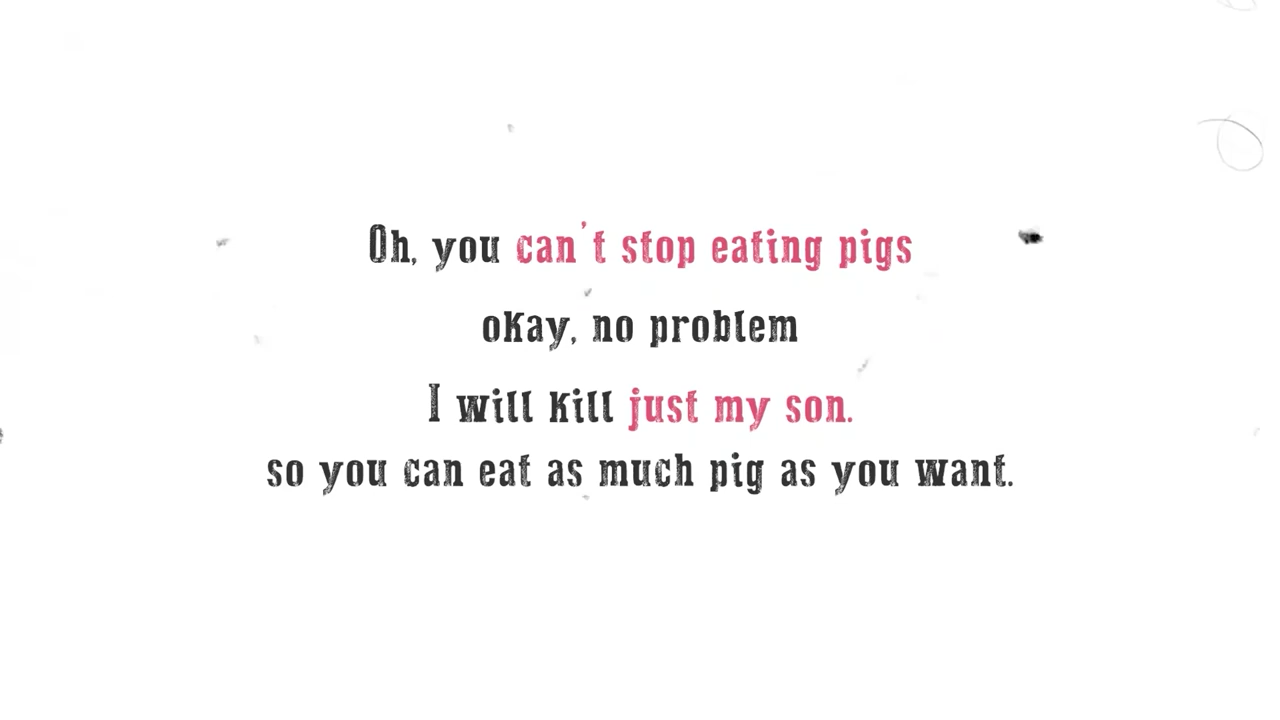 Oh, you can't stop eating pigs
okay, no problem
I will kill just my son.
so you can eat as much pig as you want.